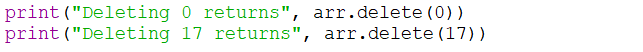 print("Deleting 0 returns", arr.delete(0))
print("Deleting 17 returns", arr.delete(17))